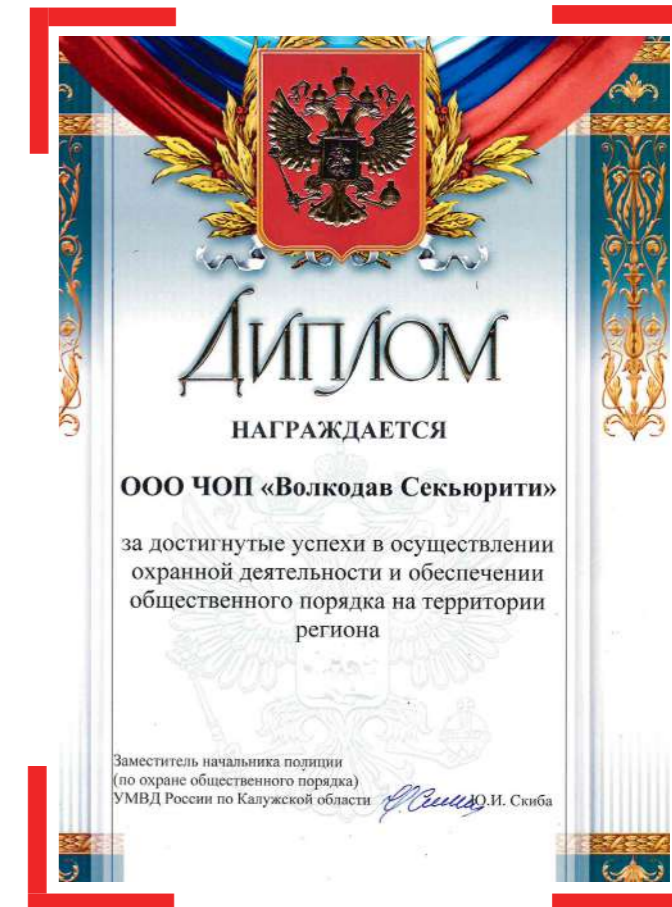 ДИПЛОМ
НАГРАЖДАЕТСЯ
ООО ЧОП «Волкодав Секьюрити»
за достигнутые успехи в осуществлении
охранной деятельности и обеспечении
общественного порядка на территории
региона
Заместитель начальника полиции
(по охране общественного порядка)
УМВД России по Калужской области Ю.И. Скиба